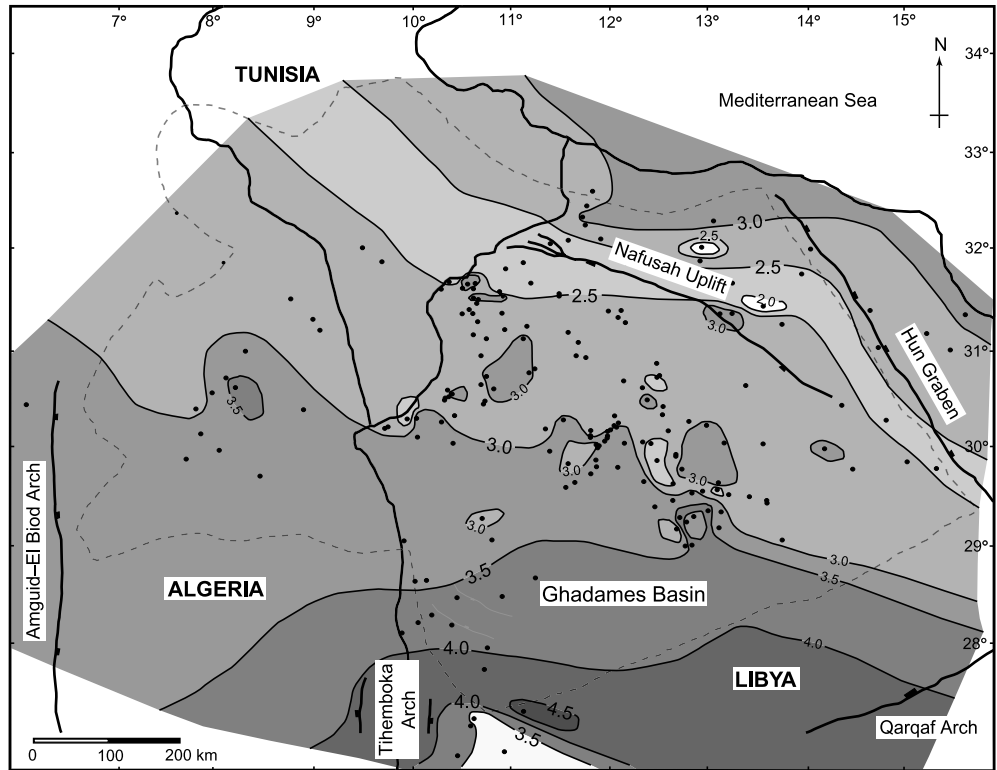 7° 8° 9° 10° 11° 12° 13° 14° 15°
34°
N
TUNISIA
Mediterranean Sea
33°
3.0
2.5
32°
Nafusah Uplift
2.5
2.5
2.0
3.0
31°
Hun Graben
3.0
3.5
3.0
30°
3.0
3.0
3.0
3.0
29°
3.0
3.5
3.5
Amguid–El Biod Arch
ALGERIA
Ghadames Basin
28°
4.0
4.0
LIBYA
Tihemboka
Arch
4.0
4.5
3.5
Qarqaf Arch
0 100 200 km